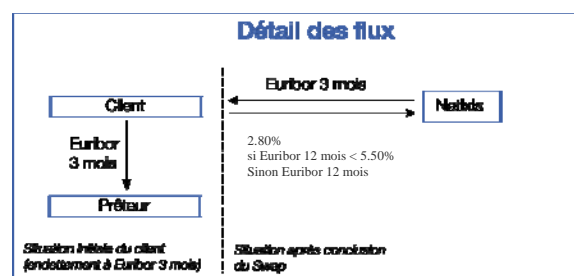 Détail des flux
Euribor 3 mois
Client
Natixis
Euribor
3 mois
2.80%
si Euribor 12 mois < 5.50%
Sinon Euribor 12 mois
Prêteur
Situation initiale du client
(endettement à Euribor 3 mois)
Situation après conclusion
du Swap